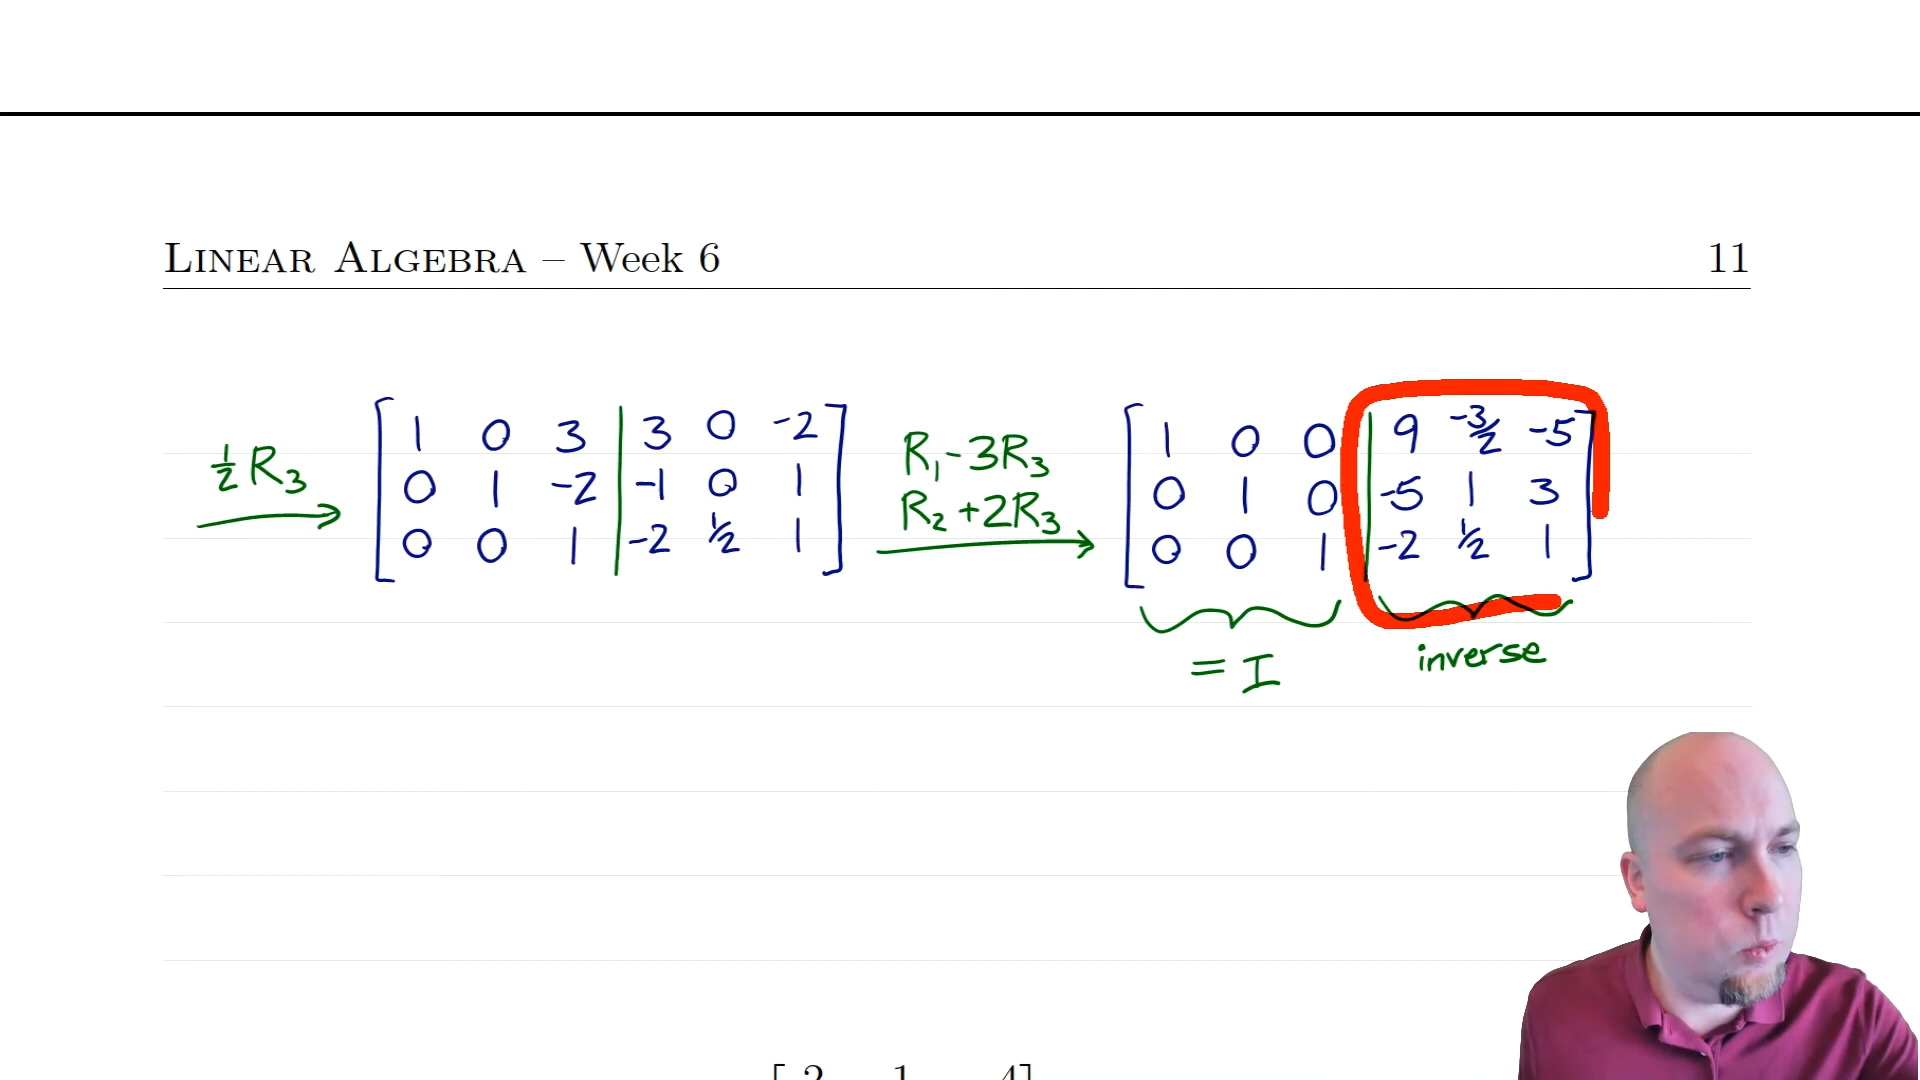 LINEAR ALGEBRA – Week 6 11
½ R₃
1 0 3 | 3 0 -2
0 1 -2 | -1 0 1
0 0 1 | -2 ½ 1
R₁-3R₃
R₂+2R₃
1 0 0 | 9 -3/2 -5
0 1 0 | -5 1 3
0 0 1 | -2 ½ 1
= I
inverse